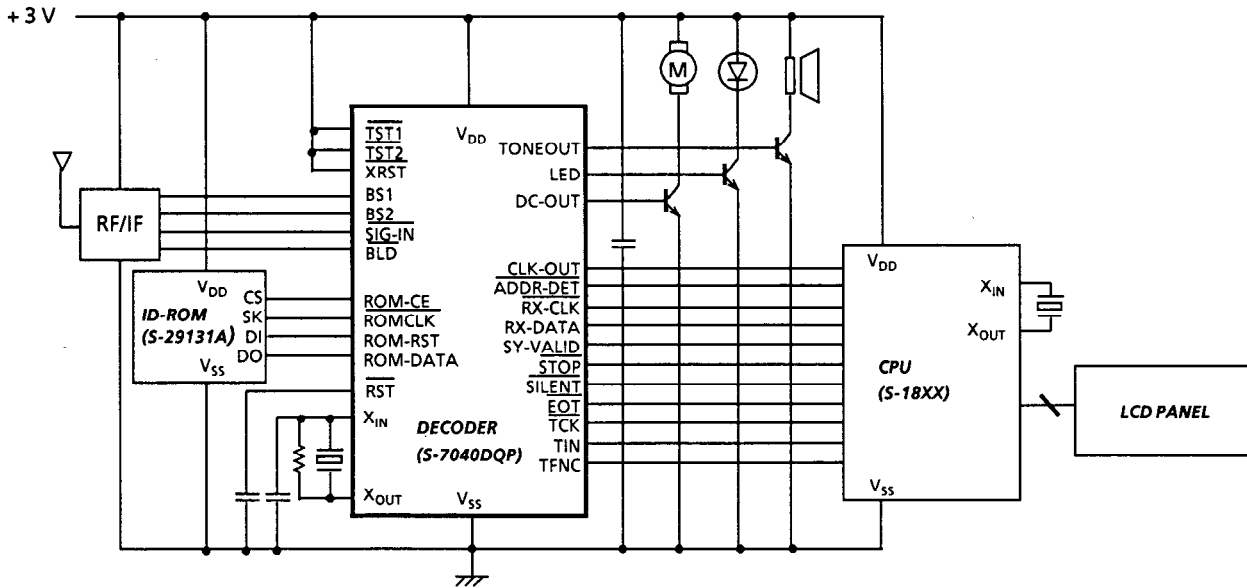 + 3 V
M
V_DD
TST1
TST2
XRST
BS1
BS2
SIG-IN
BLD
ROM-CE
ROMCLK
ROM-RST
ROM-DATA
RST
X_IN
X_OUT
DECODER
(S-7040DQP)
V_SS
TONEOUT
LED
DC-OUT
CLK-OUT
ADDR-DET
RX-CLK
RX-DATA
SY-VALID
STOP
SILENT
EOT
TCK
TIN
TFNC
RF/IF
V_DD
ID-ROM
(S-29131A)
V_SS
CS
SK
DI
DO
V_DD
X_IN
X_OUT
CPU
(S-18XX)
V_SS
LCD PANEL